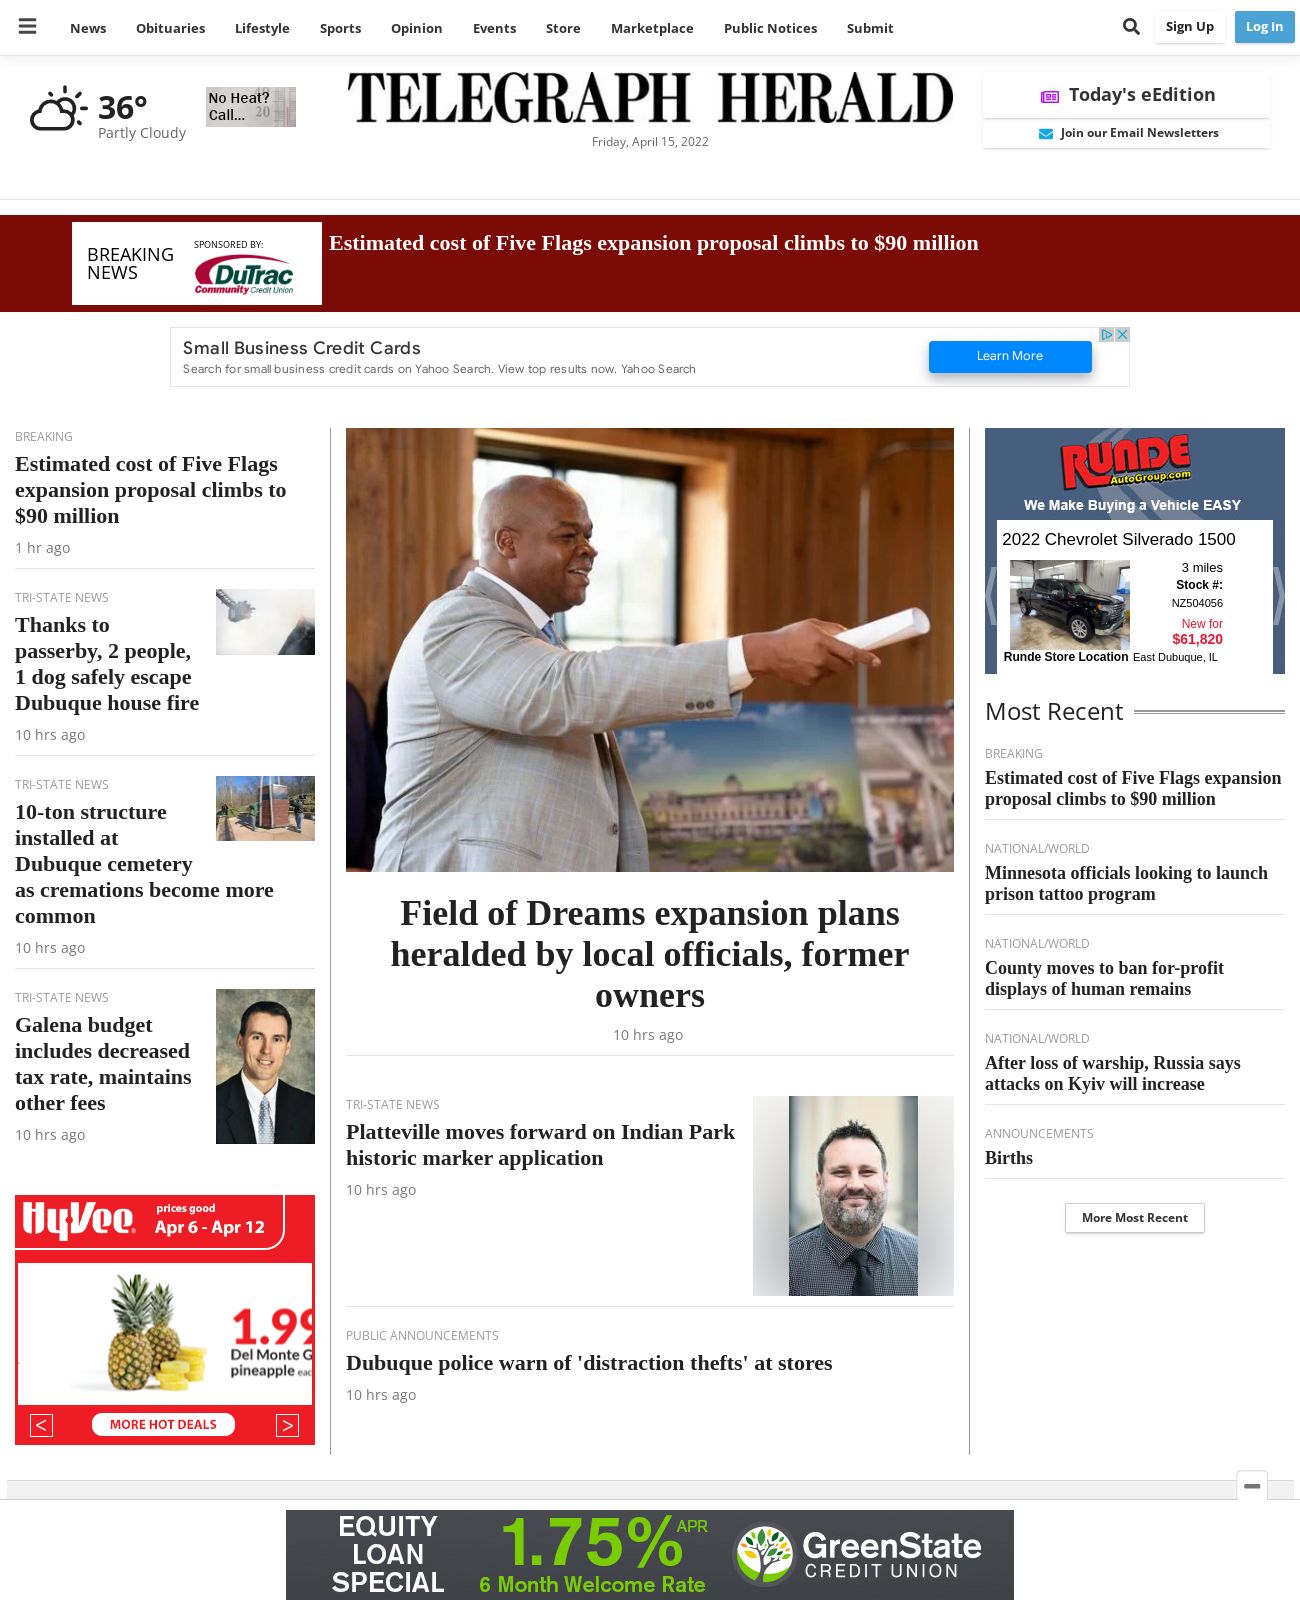 News Obituaries Lifestyle Sports Opinion Events Store Marketplace Public Notices Submit Sign Up Log In
36° Partly Cloudy
No Heat?
Call...
TELEGRAPH HERALD
Friday, April 15, 2022
Today's eEdition
Join our Email Newsletters
BREAKING
NEWS
SPONSORED BY:
DuTrac
Community Credit Union
Estimated cost of Five Flags expansion proposal climbs to $90 million
Small Business Credit Cards
Search for small business credit cards on Yahoo Search. View top results now. Yahoo Search
Learn More
BREAKING
Estimated cost of Five Flags
expansion proposal climbs to
$90 million
1 hr ago
TRI-STATE NEWS
Thanks to
passerby, 2 people,
1 dog safely escape
Dubuque house fire
10 hrs ago
TRI-STATE NEWS
10-ton structure
installed at
Dubuque cemetery
as cremations become more
common
10 hrs ago
TRI-STATE NEWS
Galena budget
includes decreased
tax rate, maintains
other fees
10 hrs ago
HyVee
prices good
Apr 6 - Apr 12
1.99
Del Monte G
pineapple eac
< MORE HOT DEALS >
Field of Dreams expansion plans
heralded by local officials, former
owners
10 hrs ago
TRI-STATE NEWS
Platteville moves forward on Indian Park
historic marker application
10 hrs ago
PUBLIC ANNOUNCEMENTS
Dubuque police warn of 'distraction thefts' at stores
10 hrs ago
RUNDE
AutoGroup.com
We Make Buying a Vehicle EASY
2022 Chevrolet Silverado 1500
3 miles
Stock #:
NZ504056
New for
$61,820
Runde Store Location East Dubuque, IL
Most Recent
BREAKING
Estimated cost of Five Flags expansion
proposal climbs to $90 million
NATIONAL/WORLD
Minnesota officials looking to launch
prison tattoo program
NATIONAL/WORLD
County moves to ban for-profit
displays of human remains
NATIONAL/WORLD
After loss of warship, Russia says
attacks on Kyiv will increase
ANNOUNCEMENTS
Births
More Most Recent
EQUITY
LOAN
SPECIAL
1.75% APR
6 Month Welcome Rate
GreenState
CREDIT UNION